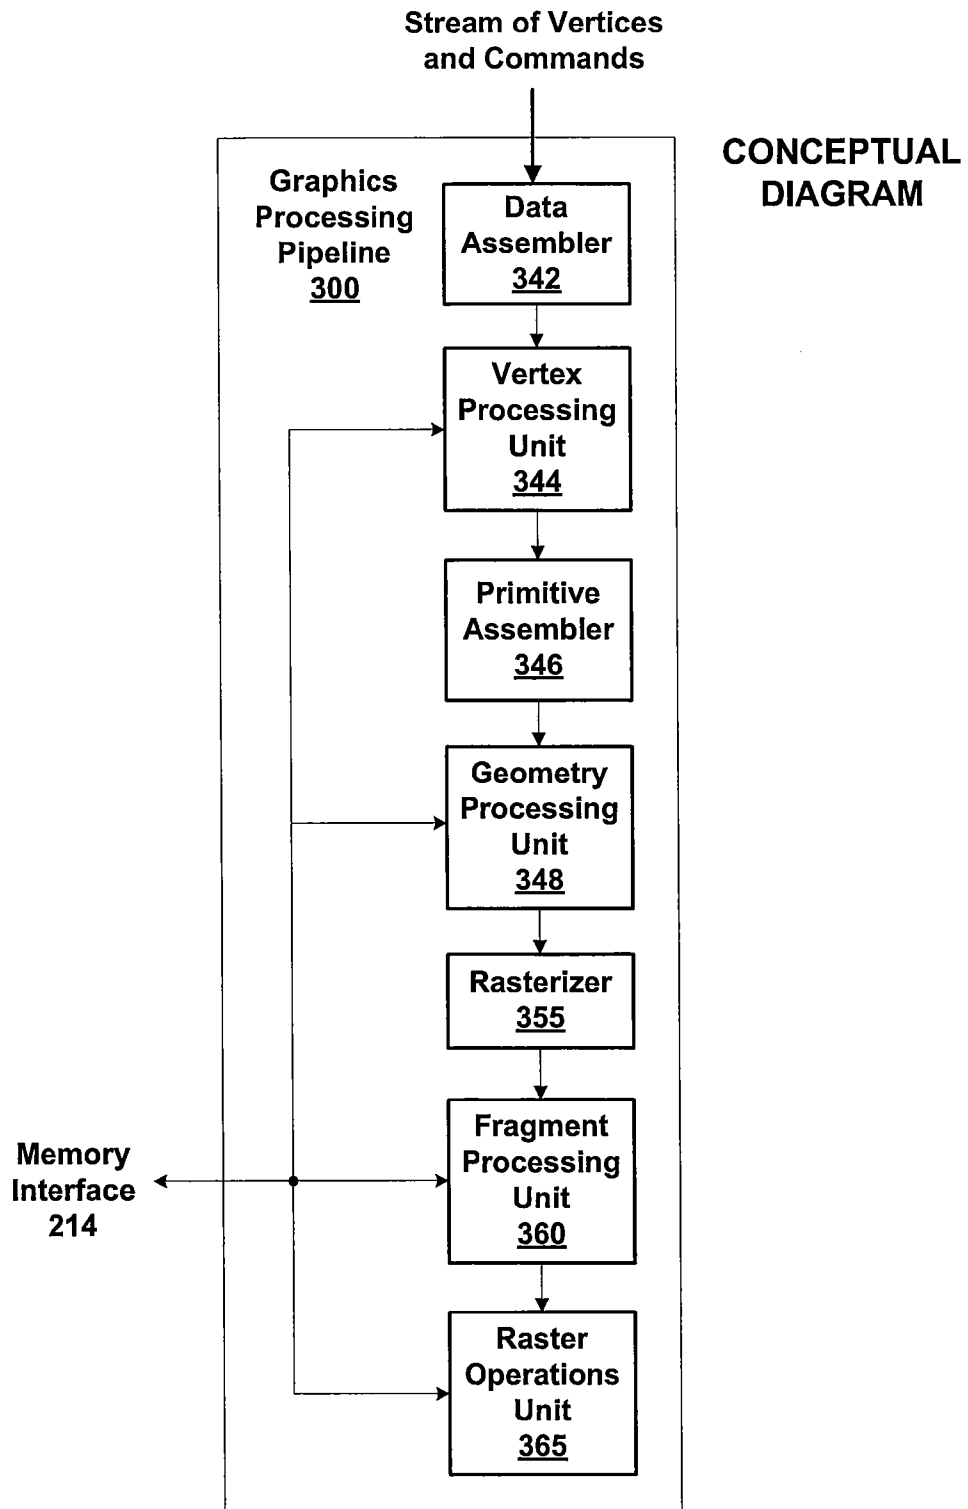 Stream of Vertices
and Commands
CONCEPTUAL
DIAGRAM
Graphics
Processing
Pipeline
300
Data
Assembler
342
Vertex
Processing
Unit
344
Primitive
Assembler
346
Geometry
Processing
Unit
348
Rasterizer
355
Fragment
Processing
Unit
360
Memory
Interface
214
Raster
Operations
Unit
365